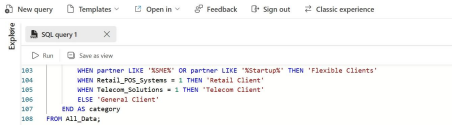 New query Templates Open in Feedback Sign out Classic experience
Explore
SQL query 1
Run Save as view
103 WHEN partner LIKE '%SME%' OR partner LIKE '%Startup%' THEN 'Flexible Clients'
104 WHEN Retail_POS_Systems = 1 THEN 'Retail Client'
105 WHEN Telecom_Solutions = 1 THEN 'Telecom Client'
106 ELSE 'General Client'
107 END AS category
108 FROM All_Data;